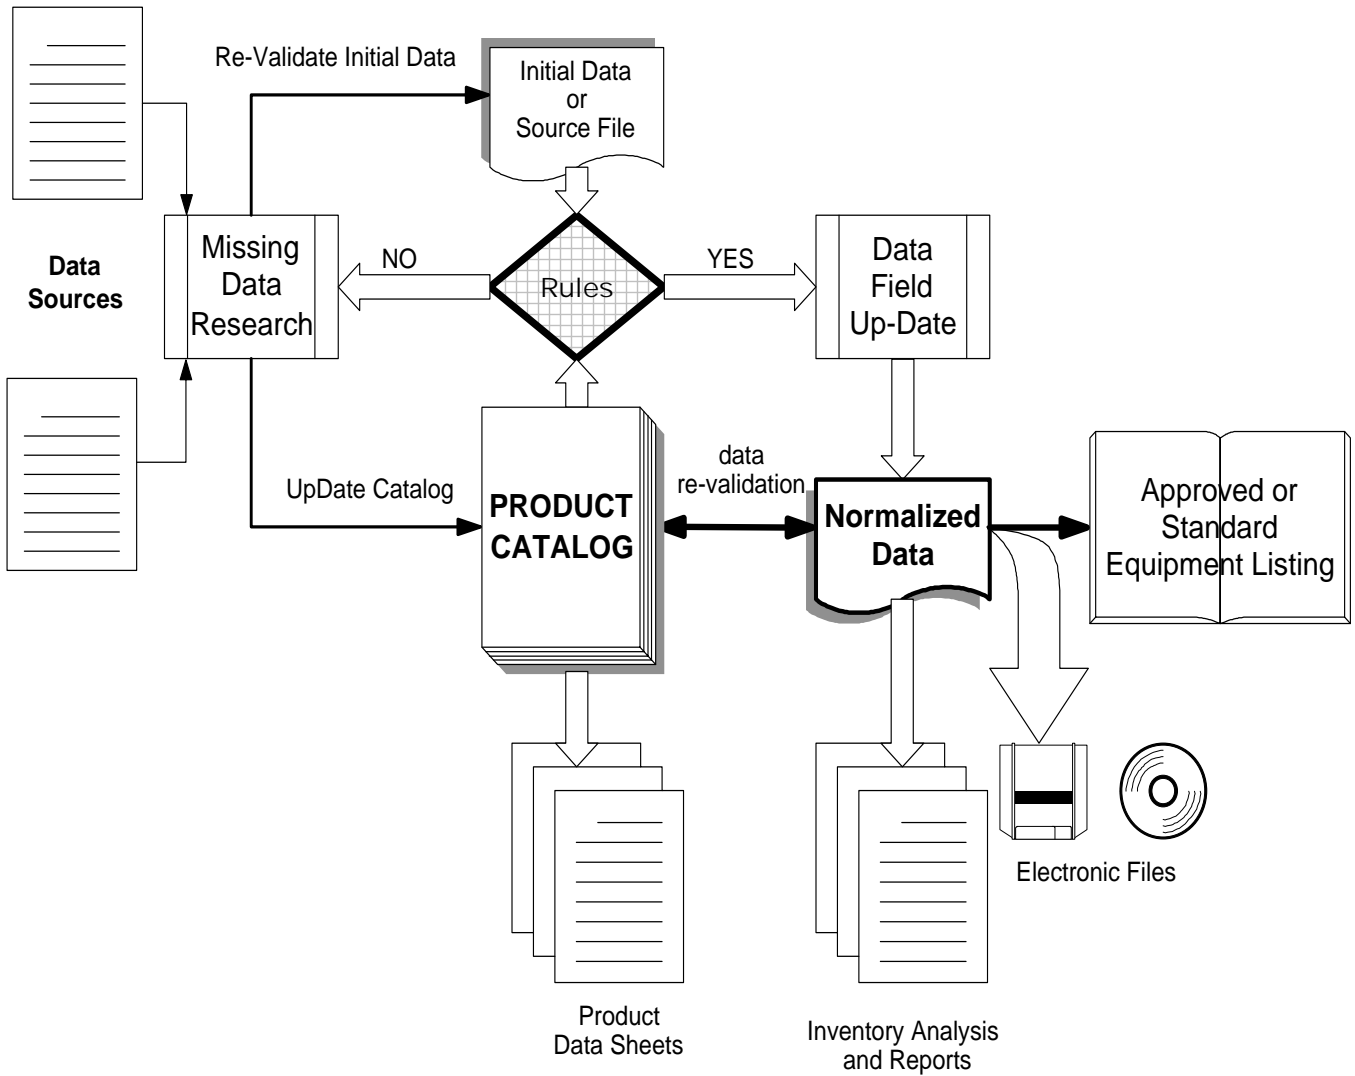 Re-Validate Initial Data
Initial Data
or
Source File
Data
Sources
Missing
Data
Research
NO
Rules
YES
Data
Field
Up-Date
UpDate Catalog
PRODUCT
CATALOG
data
re-validation
Normalized
Data
Approved or
Standard
Equipment Listing
Electronic Files
Product
Data Sheets
Inventory Analysis
and Reports